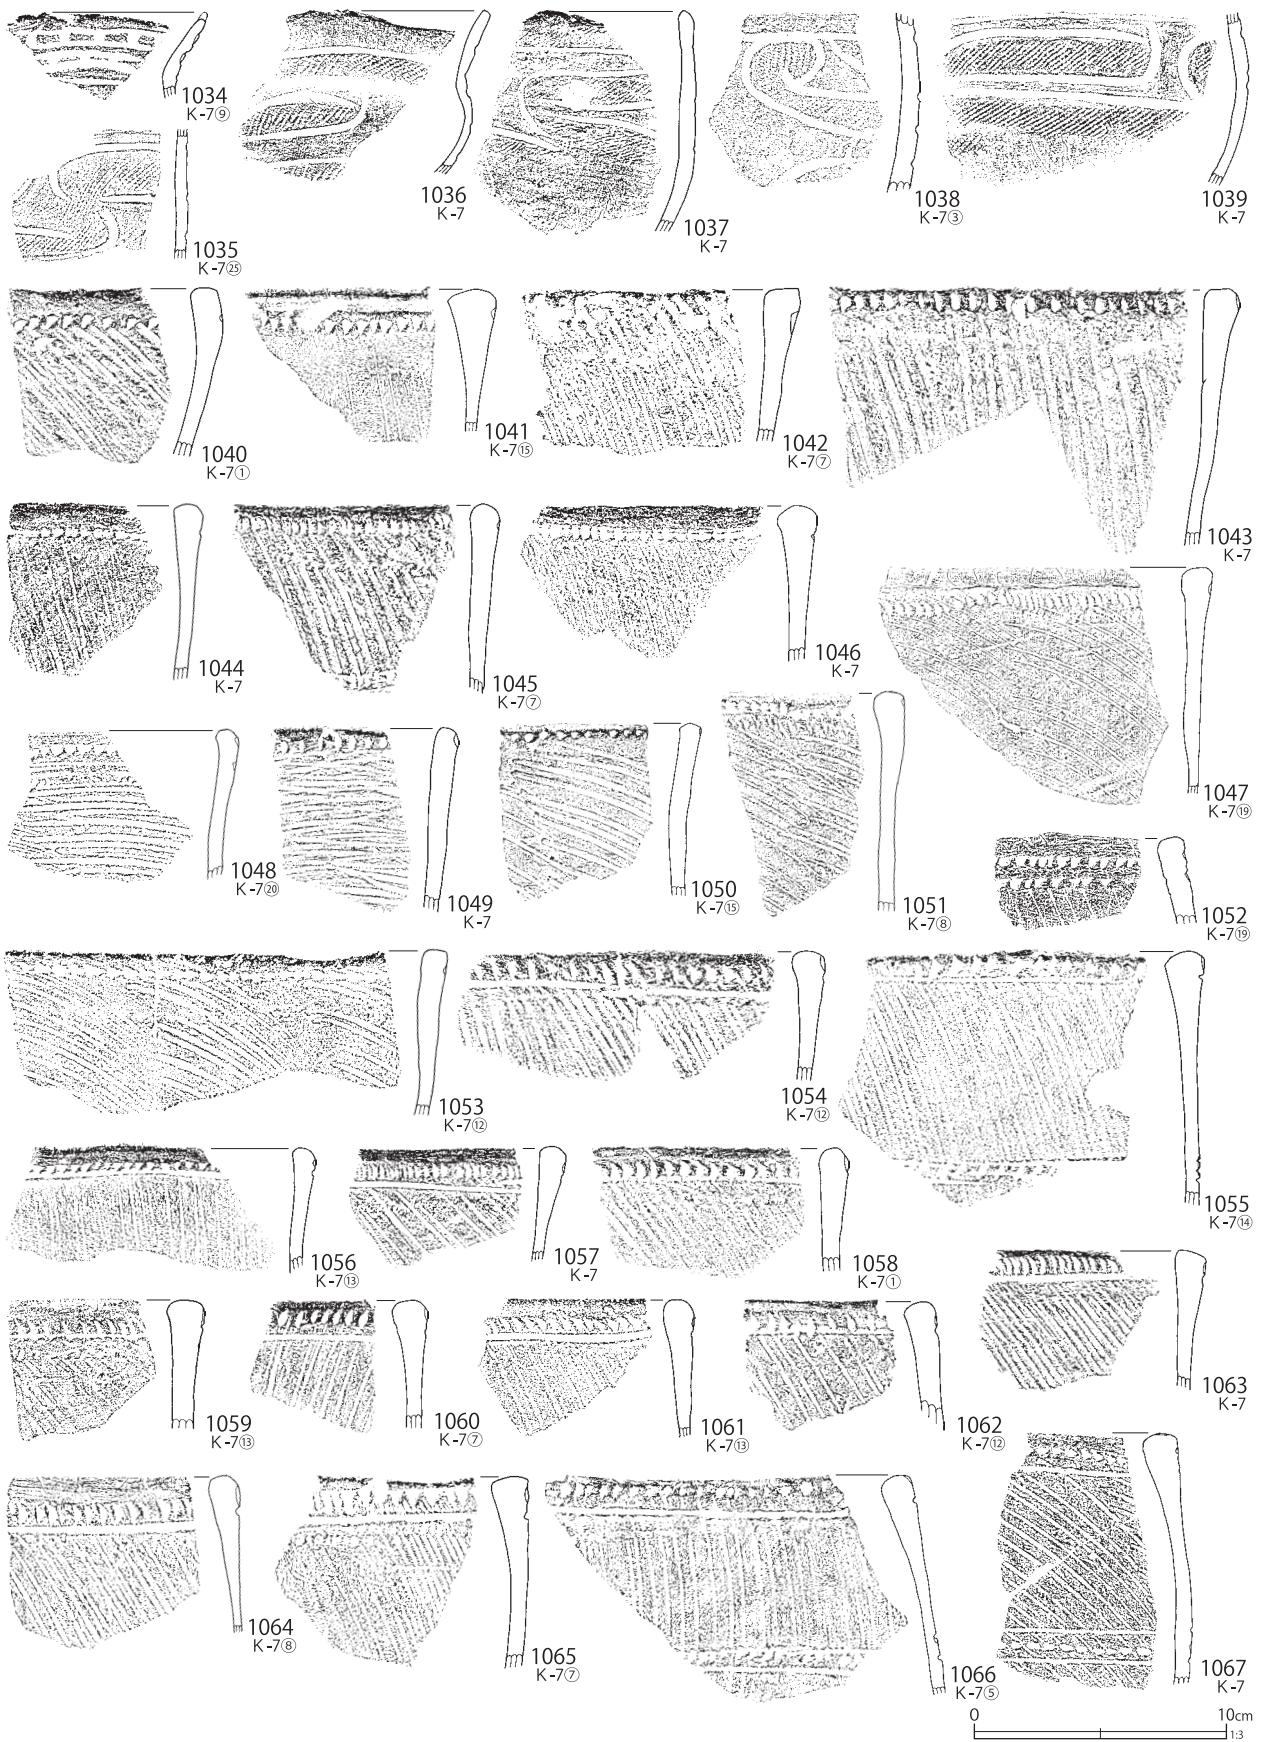 1034
K-7⑨
1035
K-7㉕
1036
K-7
1037
K-7
1038
K-7③
1039
K-7
1040
K-7①
1041
K-7⑮
1042
K-7⑦
1043
K-7
1044
K-7
1045
K-7⑦
1046
K-7
1047
K-7⑲
1048
K-7⑳
1049
K-7
1050
K-7⑮
1051
K-7⑧
1052
K-7⑲
1053
K-7⑫
1054
K-7⑫
1055
K-7⑭
1056
K-7⑬
1057
K-7
1058
K-7①
1059
K-7⑬
1060
K-7⑦
1061
K-7⑬
1062
K-7⑫
1063
K-7
1064
K-7⑧
1065
K-7⑦
1066
K-7⑤
1067
K-7
0 10cm
1:3